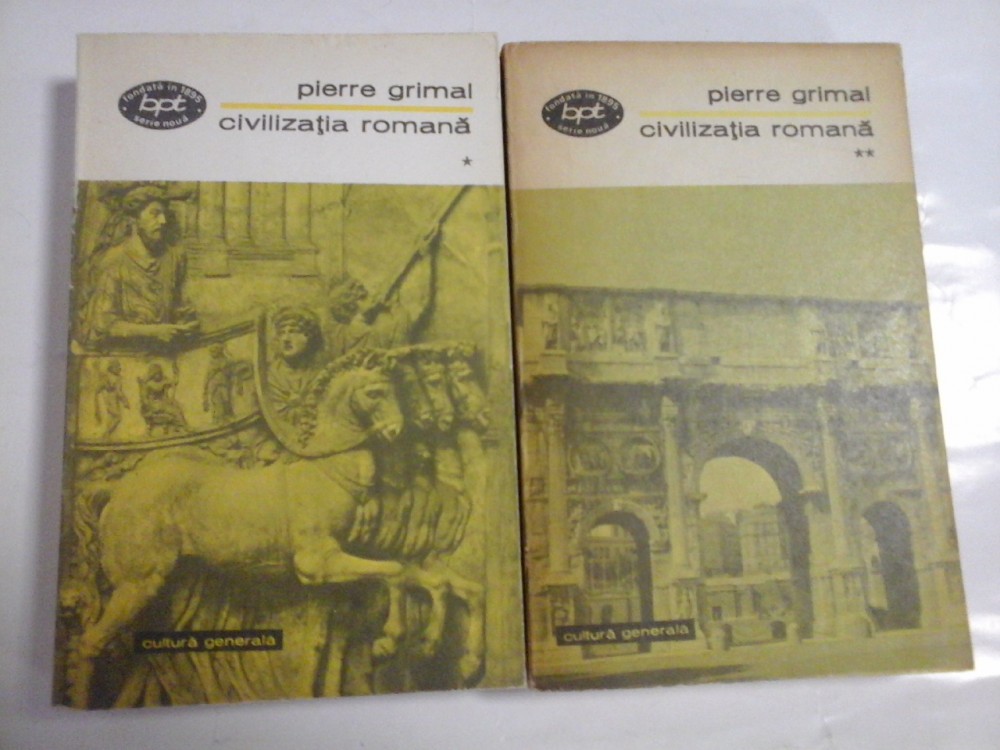 fondată în 1895
bpt
serie nouă
pierre grimal
civilizaţia romană
*
cultură generală
fondată în 1895
bpt
serie nouă
pierre grimal
civilizaţia romană
**
cultură generală